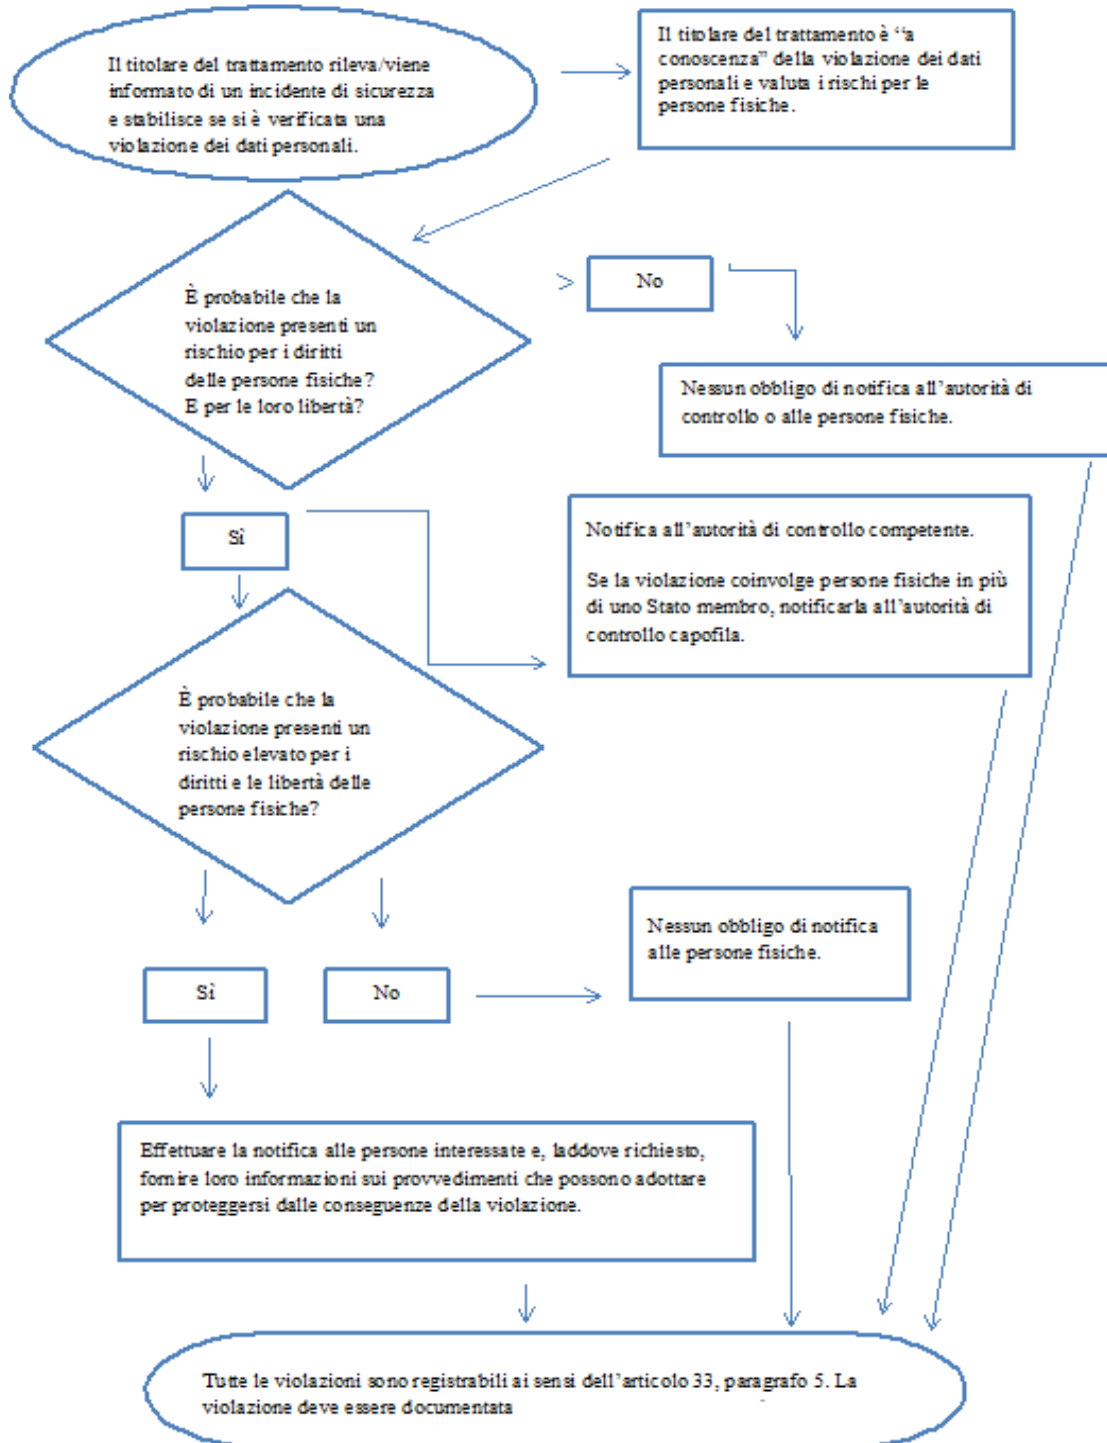 Il titolare del trattamento rileva/viene
informato di un incidente di sicurezza
e stabilisce se si è verificata una
violazione dei dati personali.
Il titolare del trattamento è “a
conoscenza” della violazione dei dati
personali e valuta i rischi per le
persone fisiche.
È probabile che la
violazione presenti un
rischio per i diritti
delle persone fisiche?
E per le loro libertà?
No
Nessun obbligo di notifica all’autorità di
controllo o alle persone fisiche.
Sì
Notifica all’autorità di controllo competente.
Se la violazione coinvolge persone fisiche in più
di uno Stato membro, notificarla all’autorità di
controllo capofila.
È probabile che la
violazione presenti un
rischio elevato per i
diritti e le libertà delle
persone fisiche?
Sì
No
Nessun obbligo di notifica
alle persone fisiche.
Effettuare la notifica alle persone interessate e, laddove richiesto,
fornire loro informazioni sui provvedimenti che possono adottare
per proteggersi dalle conseguenze della violazione.
Tutte le violazioni sono registrabili ai sensi dell’articolo 33, paragrafo 5. La
violazione deve essere documentata